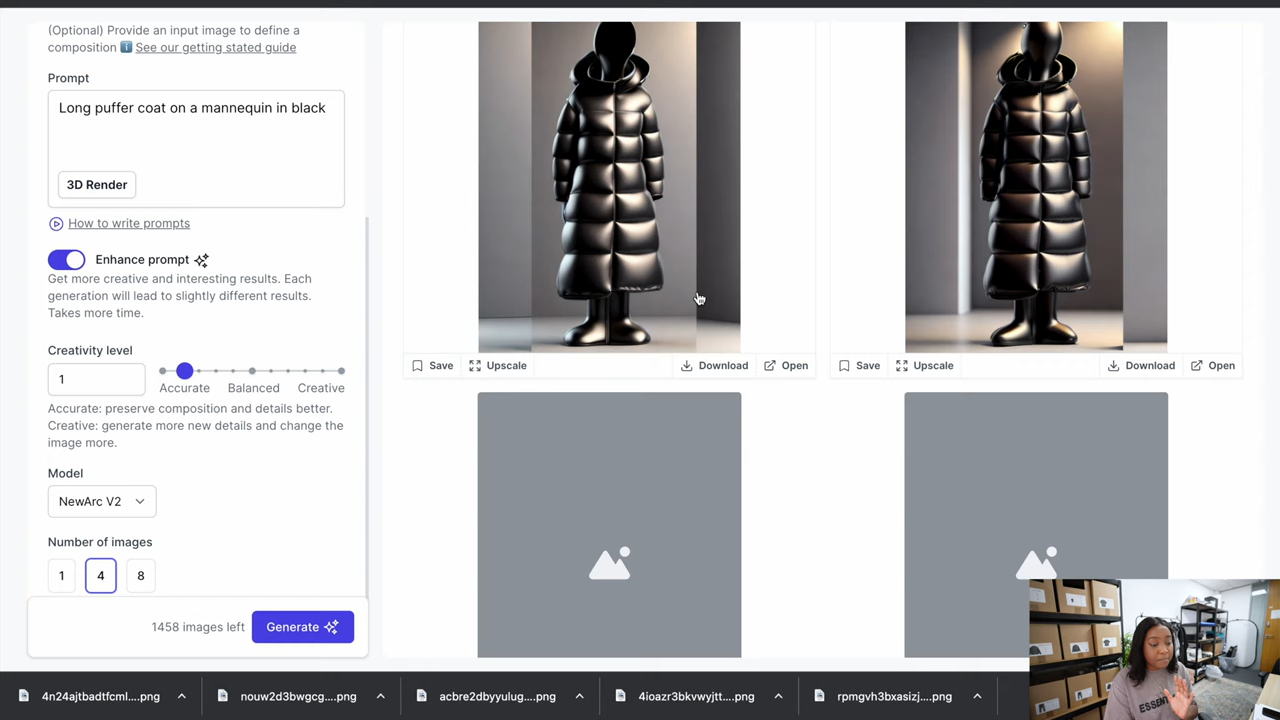 (Optional) Provide an input image to define a
composition ℹ️ See our getting stated guide
Prompt
Long puffer coat on a mannequin in black
3D Render
How to write prompts
Enhance prompt
Get more creative and interesting results. Each
generation will lead to slightly different results.
Takes more time.
Creativity level
1
Accurate Balanced Creative
Accurate: preserve composition and details better.
Creative: generate more new details and change the
image more.
Model
NewArc V2
Number of images
1 4 8
1458 images left Generate
Save Upscale Download Open
Save Upscale Download Open
4n24ajtbadtfcml....png nouw2d3bwgcg....png acbre2dbyyulug....png 4ioazr3bkvwyjtt....png rpmgvh3bxasizj....png
ESSENT